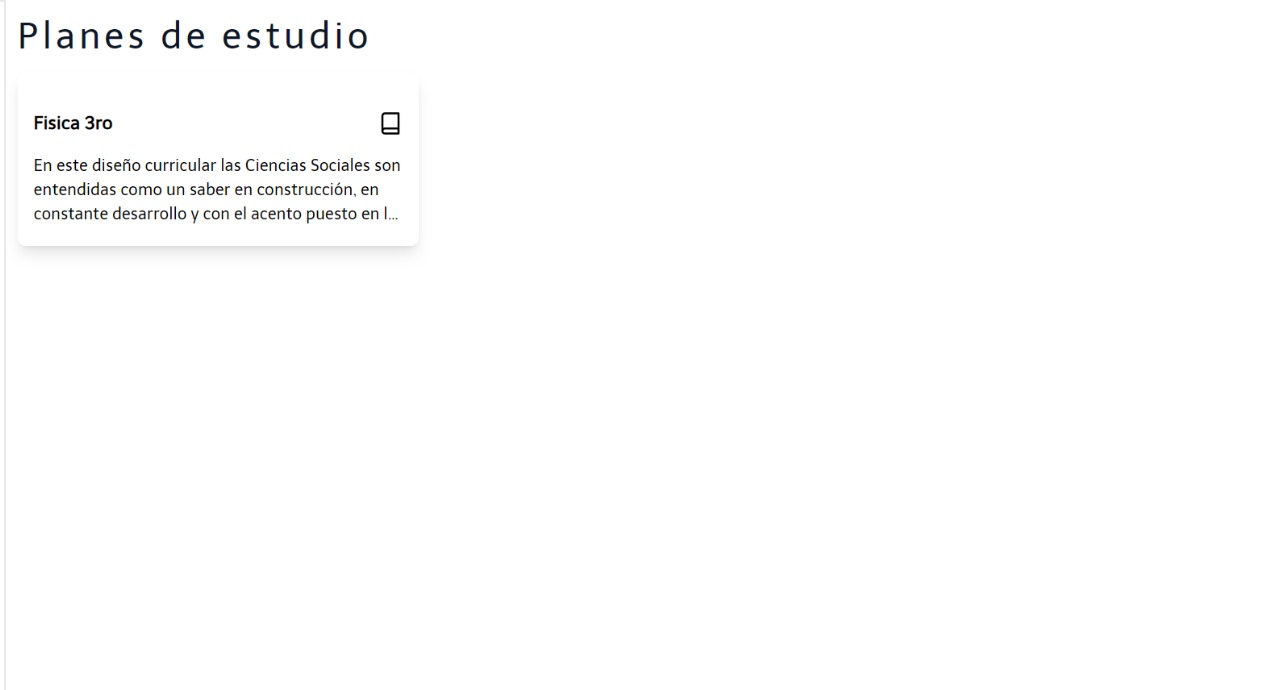 Planes de estudio
Fisica 3ro
En este diseño curricular las Ciencias Sociales son
entendidas como un saber en construcción, en
constante desarrollo y con el acento puesto en l...